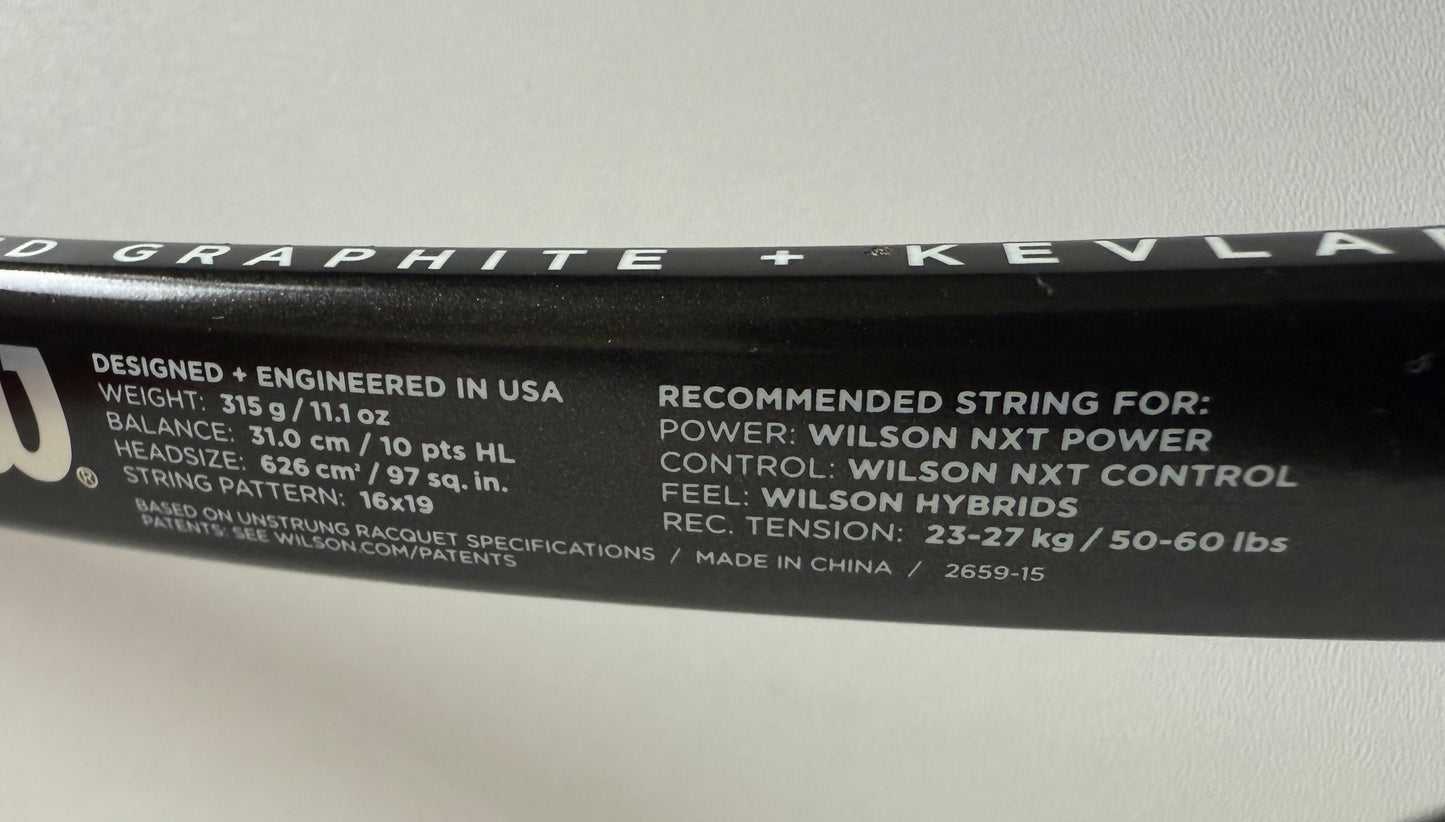 GRAPHITE + KEVLA
DESIGNED + ENGINEERED IN USA
WEIGHT: 315 g / 11.1 oz
BALANCE: 31.0 cm / 10 pts HL
HEADSIZE: 626 cm² / 97 sq. in.
STRING PATTERN: 16x19
BASED ON UNSTRUNG RACQUET SPECIFICATIONS / MADE IN CHINA / 2659-15
PATENTS: SEE WILSON.COM/PATENTS
RECOMMENDED STRING FOR:
POWER: WILSON NXT POWER
CONTROL: WILSON NXT CONTROL
FEEL: WILSON HYBRIDS
REC. TENSION: 23-27 kg / 50-60 lbs
®